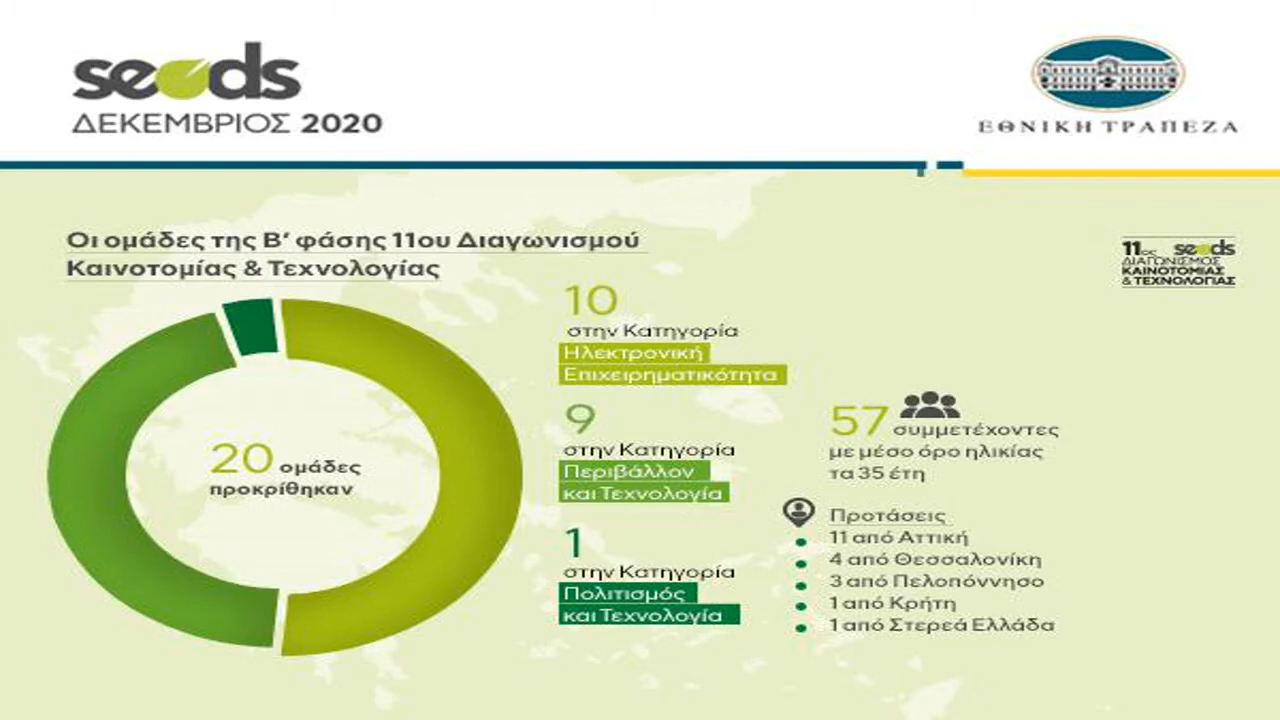 seeds
ΔΕΚΕΜΒΡΙΟΣ 2020
ΕΘΝΙΚΗ ΤΡΑΠΕΖΑ
Οι ομάδες της Β’ φάσης 11ου Διαγωνισμού
Καινοτομίας & Τεχνολογίας
11ος seeds
ΔΙΑΓΩΝΙΣΜΟΣ
ΚΑΙΝΟΤΟΜΙΑΣ
& ΤΕΧΝΟΛΟΓΙΑΣ
20 ομάδες
προκρίθηκαν
10
στην Κατηγορία
Ηλεκτρονική
Επιχειρηματικότητα
9
στην Κατηγορία
Περιβάλλον
και Τεχνολογία
1
στην Κατηγορία
Πολιτισμός
και Τεχνολογία
57 συμμετέχοντες
με μέσο όρο ηλικίας
τα 35 έτη
Προτάσεις
11 από Αττική
4 από Θεσσαλονίκη
3 από Πελοπόννησο
1 από Κρήτη
1 από Στερεά Ελλάδα